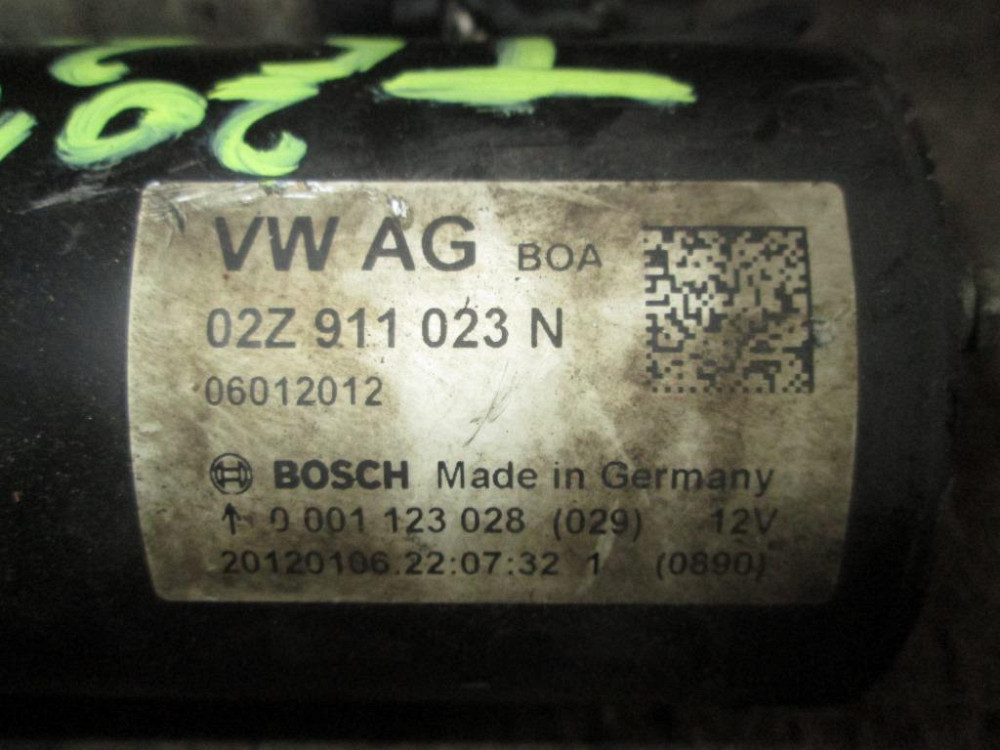 VW AG BOA
02Z 911 023 N
06012012
BOSCH Made in Germany
↑ 0 001 123 028 (029) 12V
20120106.22:07:32 1 (0890)